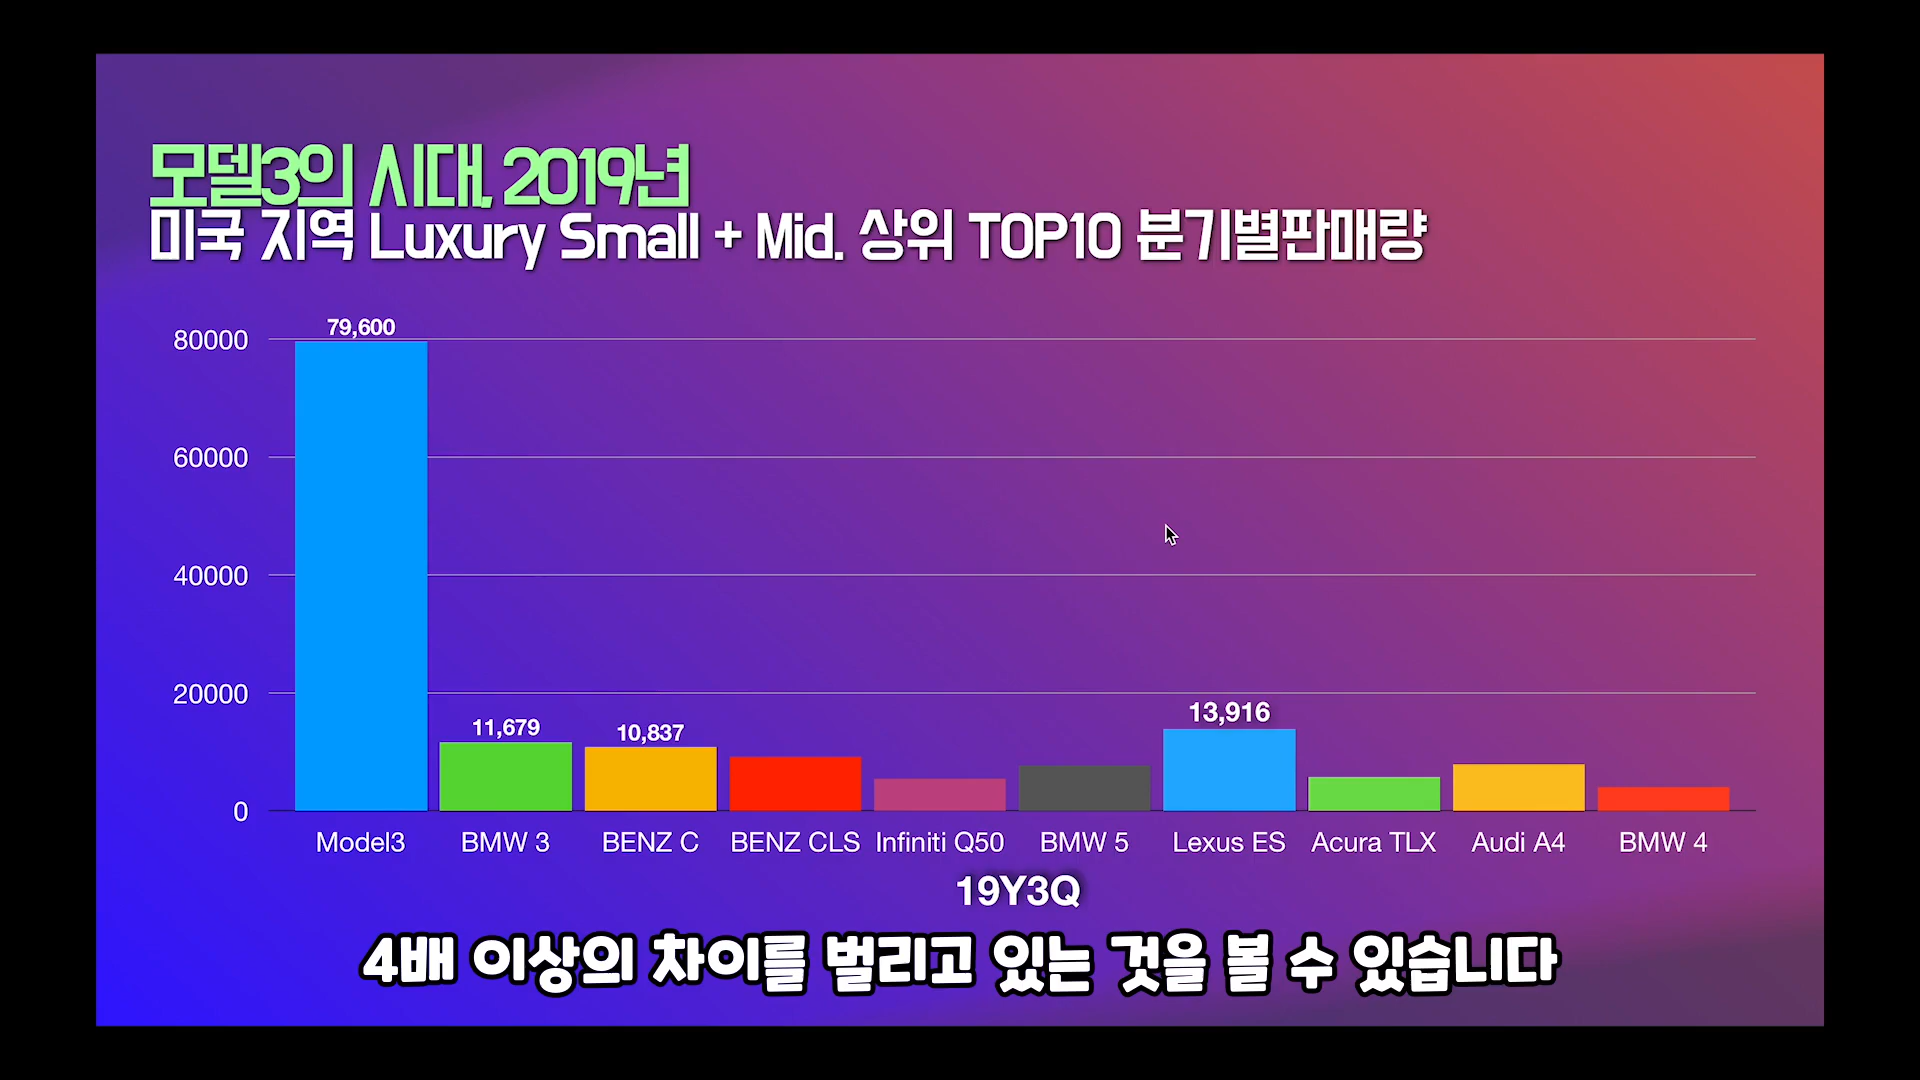 모델3의 시대, 2019년
미국 지역 Luxury Small + Mid. 상위 TOP10 분기별판매량
80000
60000
40000
20000
0
79,600
11,679
10,837
13,916
Model3 BMW 3 BENZ C BENZ CLS Infiniti Q50 BMW 5 Lexus ES Acura TLX Audi A4 BMW 4
19Y3Q
4배 이상의 차이를 벌리고 있는 것을 볼 수 있습니다